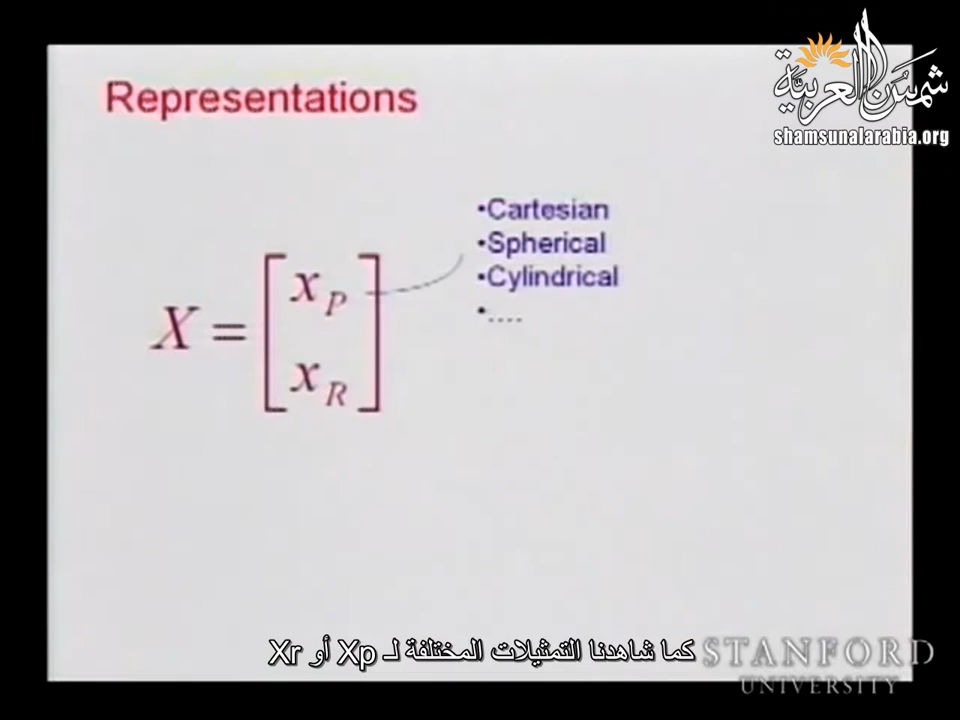 شمس العربية
shamsunalarabia.org
Representations
•Cartesian
•Spherical
•Cylindrical
•....
X = [ x_P
x_R ]
كما شاهدنا التمثيلات المختلفة لـ Xp أو Xr
STANFORD
UNIVERSITY